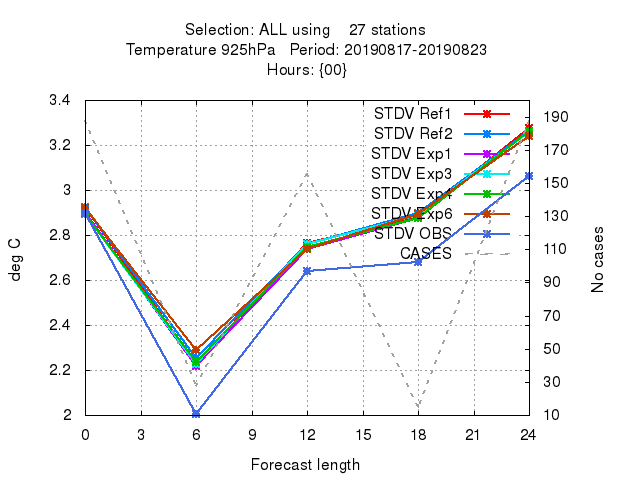 Selection: ALL using    27 stations
Temperature 925hPa   Period: 20190817-20190823
Hours: {00}
3.4
3.2
3
2.8
2.6
2.4
2.2
2
deg C
STDV Ref1
STDV Ref2
STDV Exp1
STDV Exp3
STDV Exp4
STDV Exp6
STDV OBS
CASES
190
170
150
130
110
90
70
50
30
10
No cases
0 3 6 9 12 15 18 21 24
Forecast length